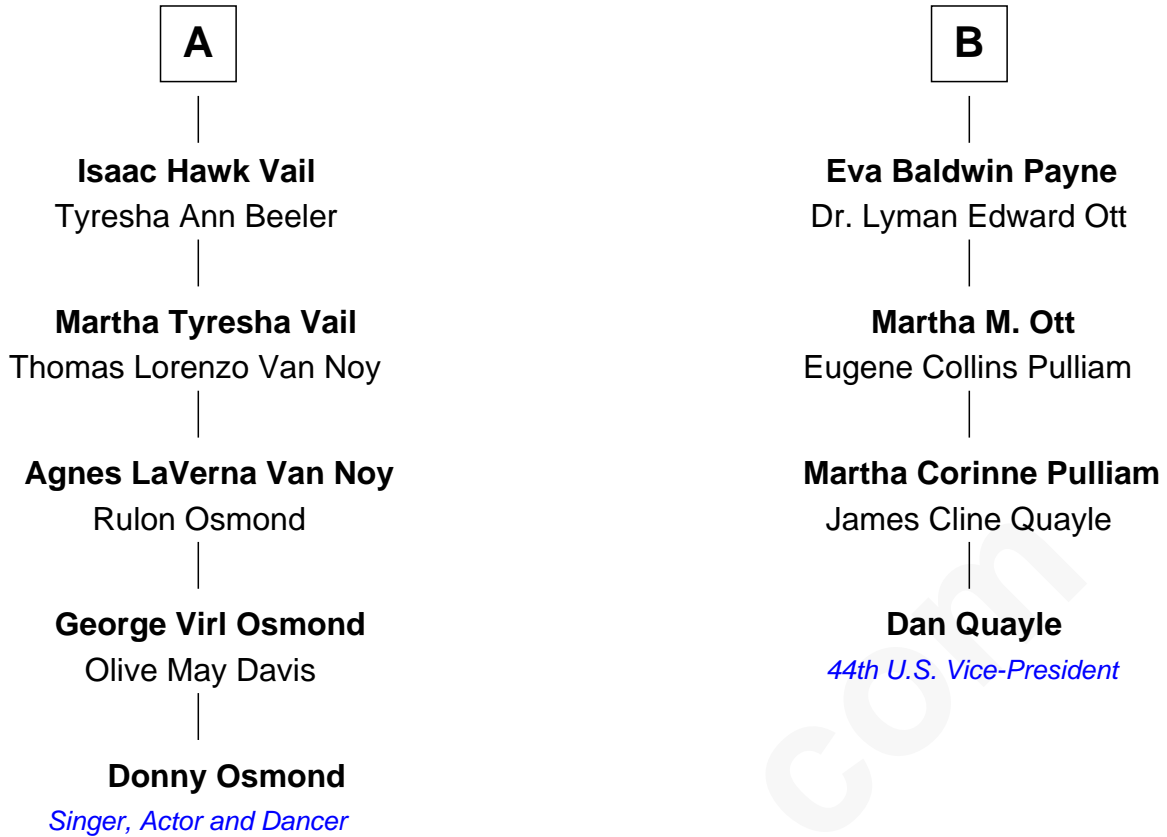 A
Isaac Hawk Vail
Tyresha Ann Beeler
Martha Tyresha Vail
Thomas Lorenzo Van Noy
Agnes LaVerna Van Noy
Rulon Osmond
George Virl Osmond
Olive May Davis
Donny Osmond
Singer, Actor and Dancer
B
Eva Baldwin Payne
Dr. Lyman Edward Ott
Martha M. Ott
Eugene Collins Pulliam
Martha Corinne Pulliam
James Cline Quayle
Dan Quayle
44th U.S. Vice-President
com